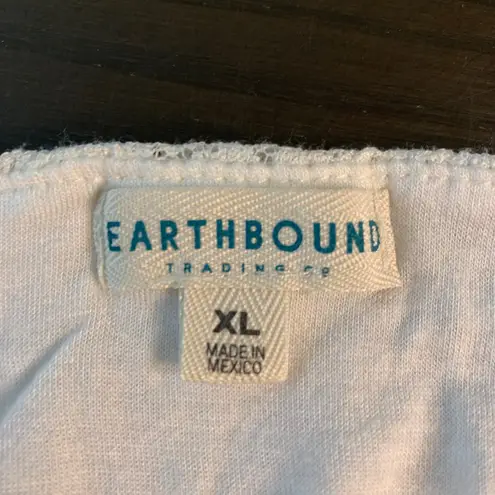 EARTHBOUND
TRADING CO
XL
MADE IN
MEXICO